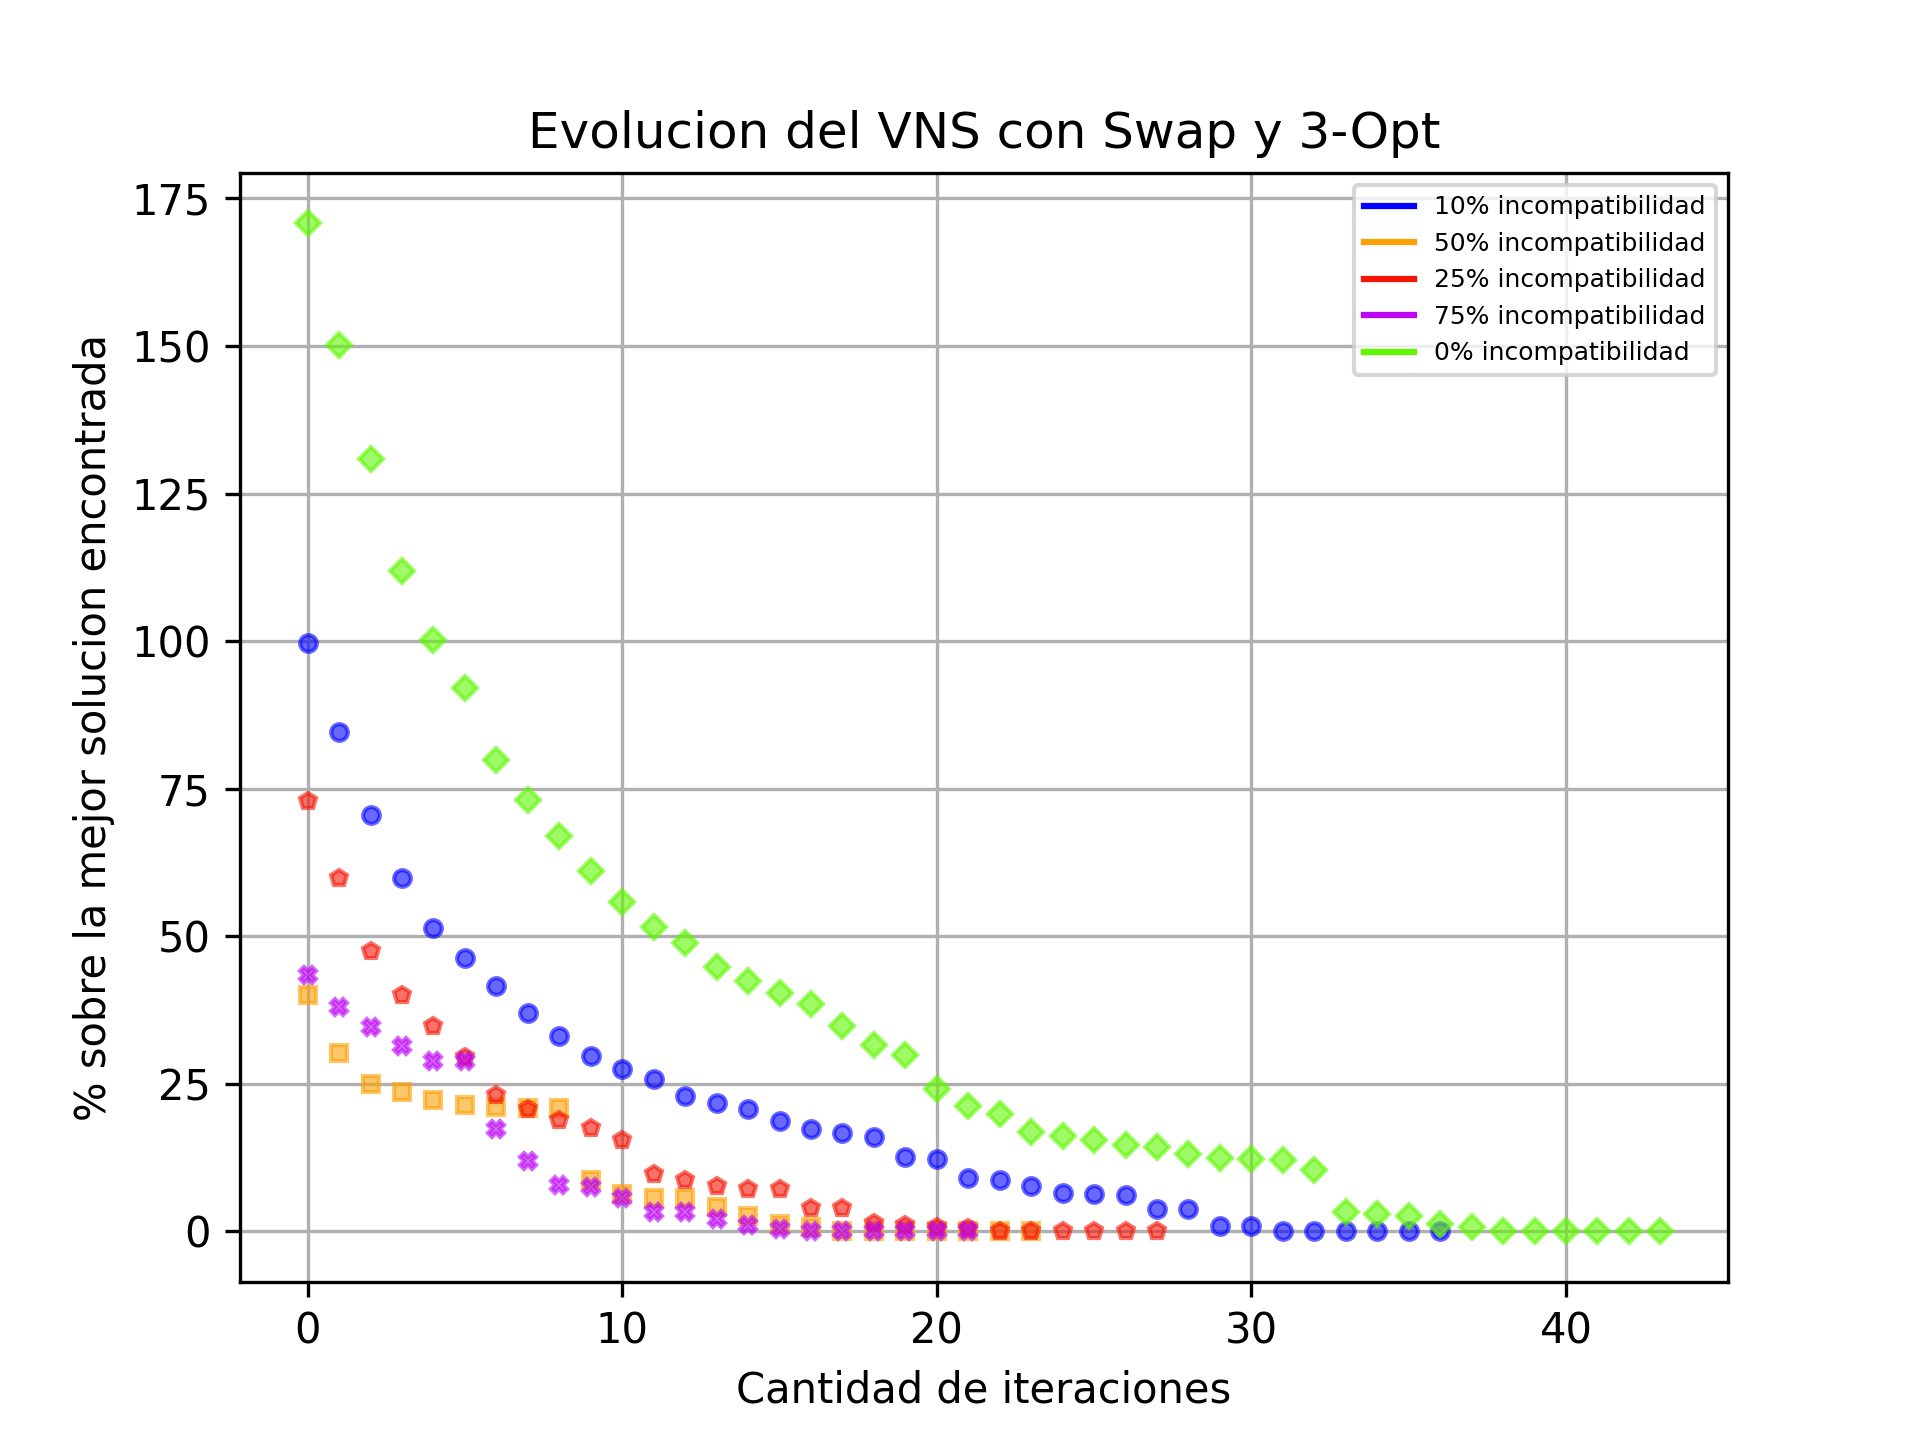 Evolucion del VNS con Swap y 3-Opt
% sobre la mejor solucion encontrada
175
150
125
100
75
50
25
0
10% incompatibilidad
50% incompatibilidad
25% incompatibilidad
75% incompatibilidad
0% incompatibilidad
0 10 20 30 40
Cantidad de iteraciones